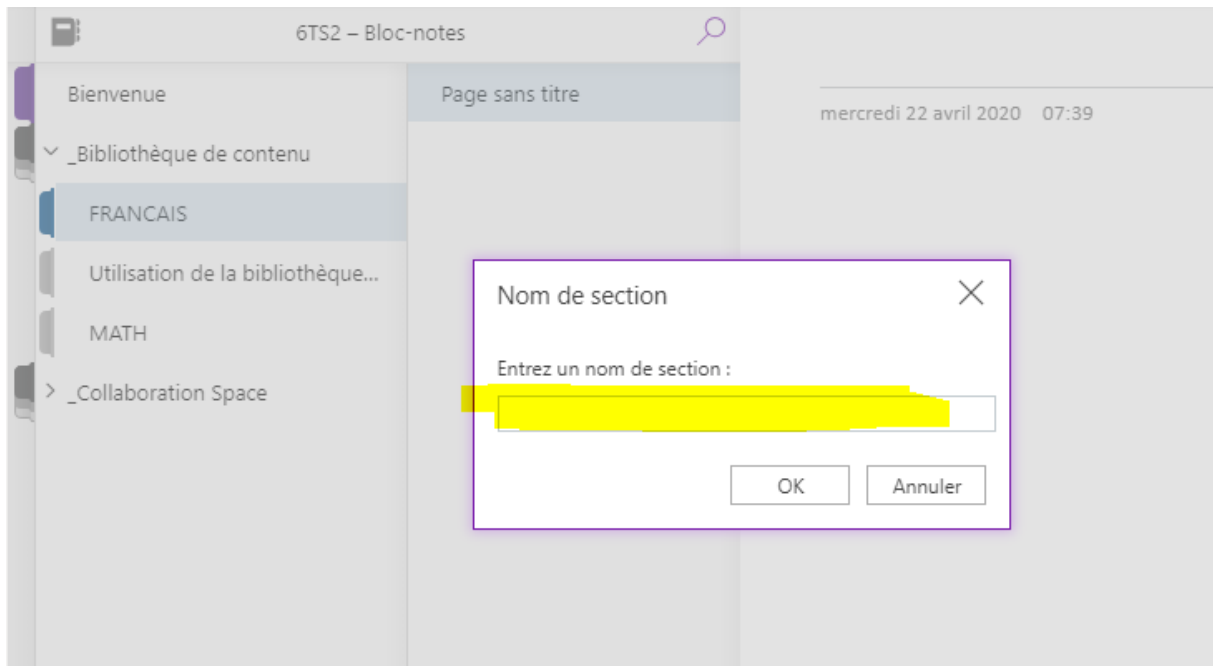 6TS2 – Bloc-notes
Bienvenue
_Bibliothèque de contenu
FRANCAIS
Utilisation de la bibliothèque...
MATH
_Collaboration Space
Page sans titre
mercredi 22 avril 2020 07:39
Nom de section
Entrez un nom de section :
OK Annuler